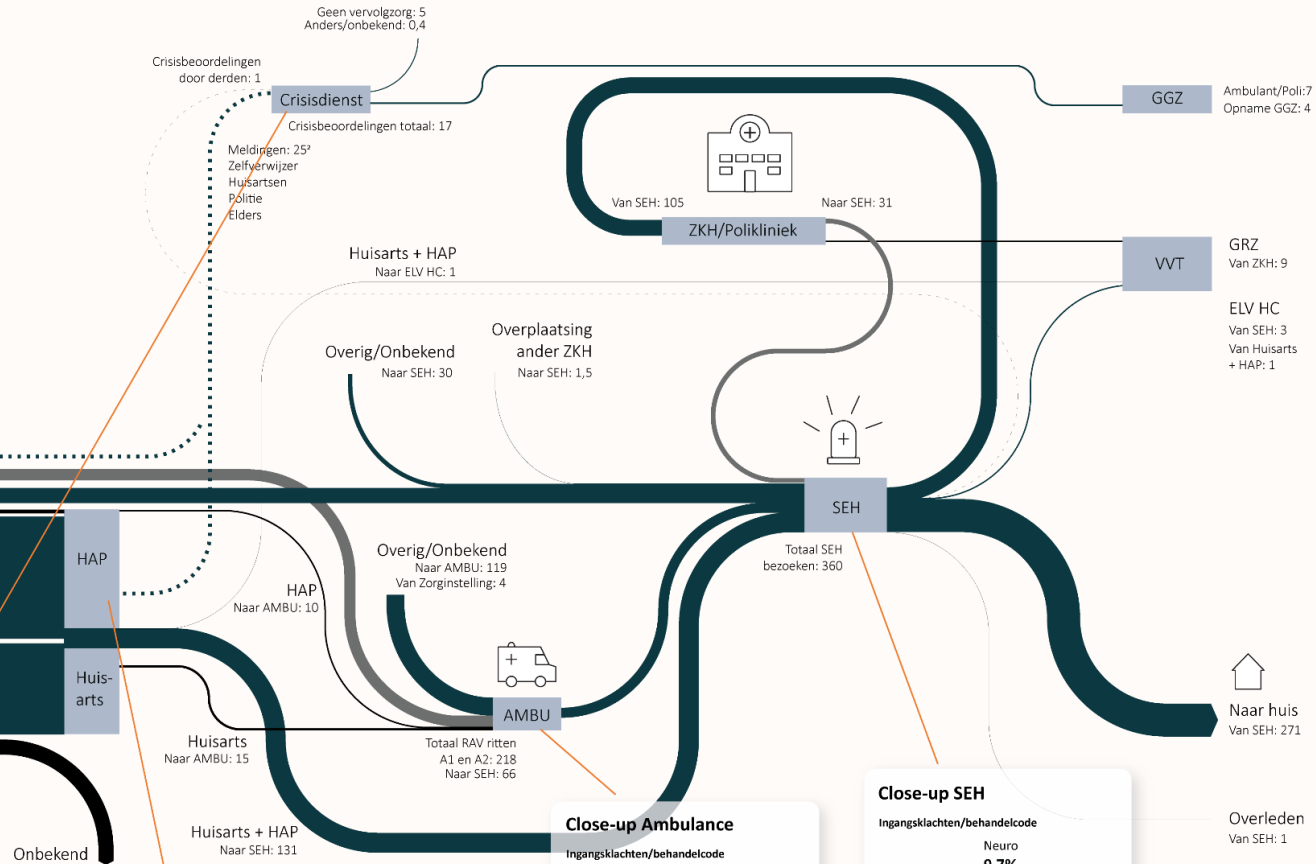 Geen vervolgzorg: 5
Anders/onbekend: 0,4
Crisisbeoordelingen
door derden: 1
Crisisdienst
Crisisbeoordelingen totaal: 17
Meldingen: 25²
Zelfverwijzer
Huisartsen
Politie
Elders
GGZ
Ambulant/Poli:7
Opname GGZ: 4
Van SEH: 105
Naar SEH: 31
ZKH/Polikliniek
VVT
GRZ
Van ZKH: 9
ELV HC
Van SEH: 3
Van Huisarts
+ HAP: 1
Huisarts + HAP
Naar ELV HC: 1
Overig/Onbekend
Naar SEH: 30
Overplaatsing
ander ZKH
Naar SEH: 1,5
SEH
Totaal SEH
bezoeken: 360
HAP
HAP
Naar AMBU: 10
Overig/Onbekend
Naar AMBU: 119
Van Zorginstelling: 4
Huis-
arts
AMBU
Totaal RAV ritten
A1 en A2: 218
Naar SEH: 66
Huisarts
Naar AMBU: 15
Huisarts + HAP
Naar SEH: 131
Onbekend
Naar huis
Van SEH: 271
Overleden
Van SEH: 1
Close-up Ambulance
Ingangsklachten/behandelcode
Close-up SEH
Ingangsklachten/behandelcode
Neuro
9,7%